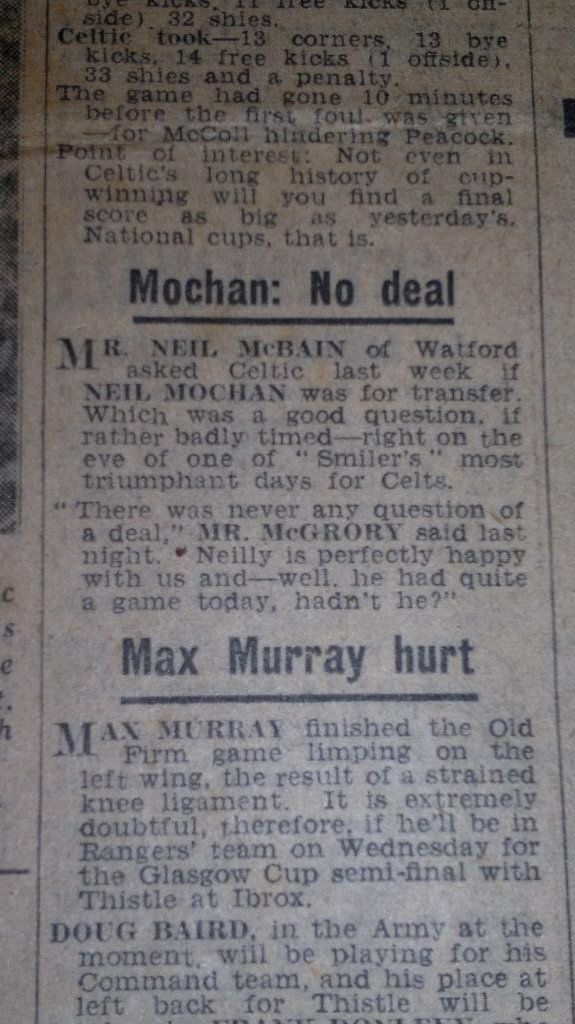 bye kicks, 11 free kicks (1 off-
side) 32 shies.
Celtic took—13 corners, 13 bye
kicks, 14 free kicks (1 offside),
33 shies and a penalty.
The game had gone 10 minutes
before the first foul was given
—for McColl hindering Peacock.
Point of interest: Not even in
Celtic's long history of cup-
winning will you find a final
score as big as yesterday's.
National cups, that is.
Mochan: No deal
MR. NEIL McBAIN of Watford
asked Celtic last week if
NEIL MOCHAN was for transfer.
Which was a good question, if
rather badly timed—right on the
eve of one of "Smiler's" most
triumphant days for Celts.
"There was never any question of
a deal," MR. McGRORY said last
night. "Neilly is perfectly happy
with us and—well, he had quite
a game today, hadn't he?"
Max Murray hurt
MAX MURRAY finished the Old
Firm game limping on the
left wing, the result of a strained
knee ligament. It is extremely
doubtful, therefore, if he'll be in
Rangers' team on Wednesday for
the Glasgow Cup semi-final with
Thistle at Ibrox.
DOUG BAIRD, in the Army at the
moment, will be playing for his
Command team, and his place at
left back for Thistle will be